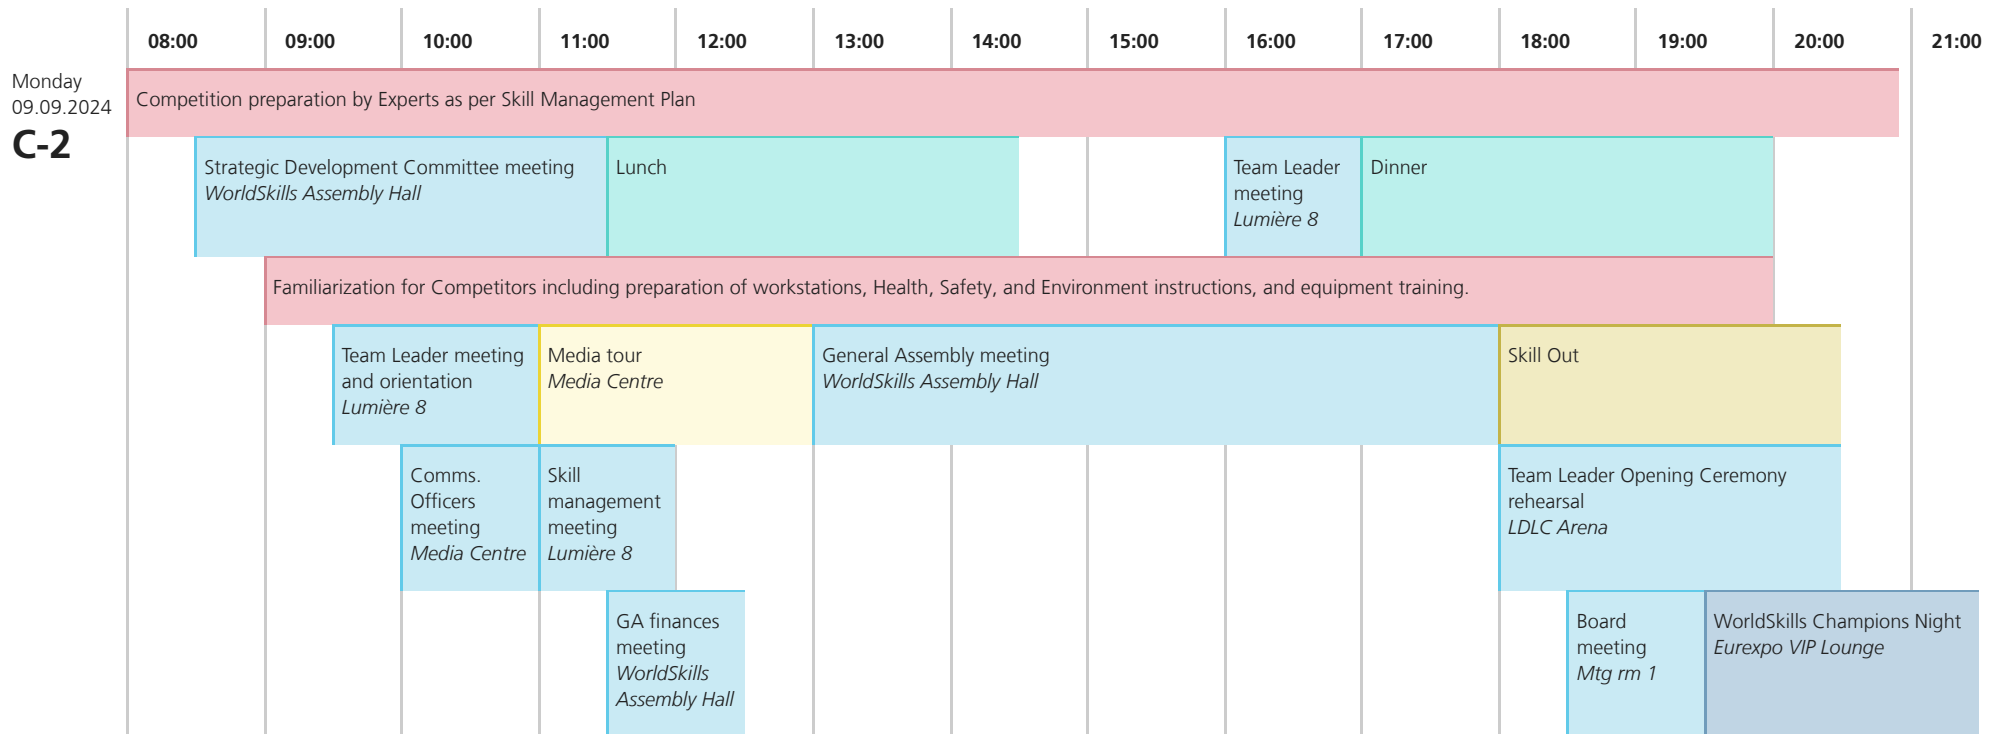 08:00 09:00 10:00 11:00 12:00 13:00 14:00 15:00 16:00 17:00 18:00 19:00 20:00 21:00
Monday
09.09.2024
C-2
Competition preparation by Experts as per Skill Management Plan
Strategic Development Committee meeting
WorldSkills Assembly Hall
Lunch
Team Leader
meeting
Lumière 8
Dinner
Familiarization for Competitors including preparation of workstations, Health, Safety, and Environment instructions, and equipment training.
Team Leader meeting
and orientation
Lumière 8
Media tour
Media Centre
General Assembly meeting
WorldSkills Assembly Hall
Skill Out
Comms.
Officers
meeting
Media Centre
Skill
management
meeting
Lumière 8
Team Leader Opening Ceremony
rehearsal
LDLC Arena
GA finances
meeting
WorldSkills
Assembly Hall
Board
meeting
Mtg rm 1
WorldSkills Champions Night
Eurexpo VIP Lounge